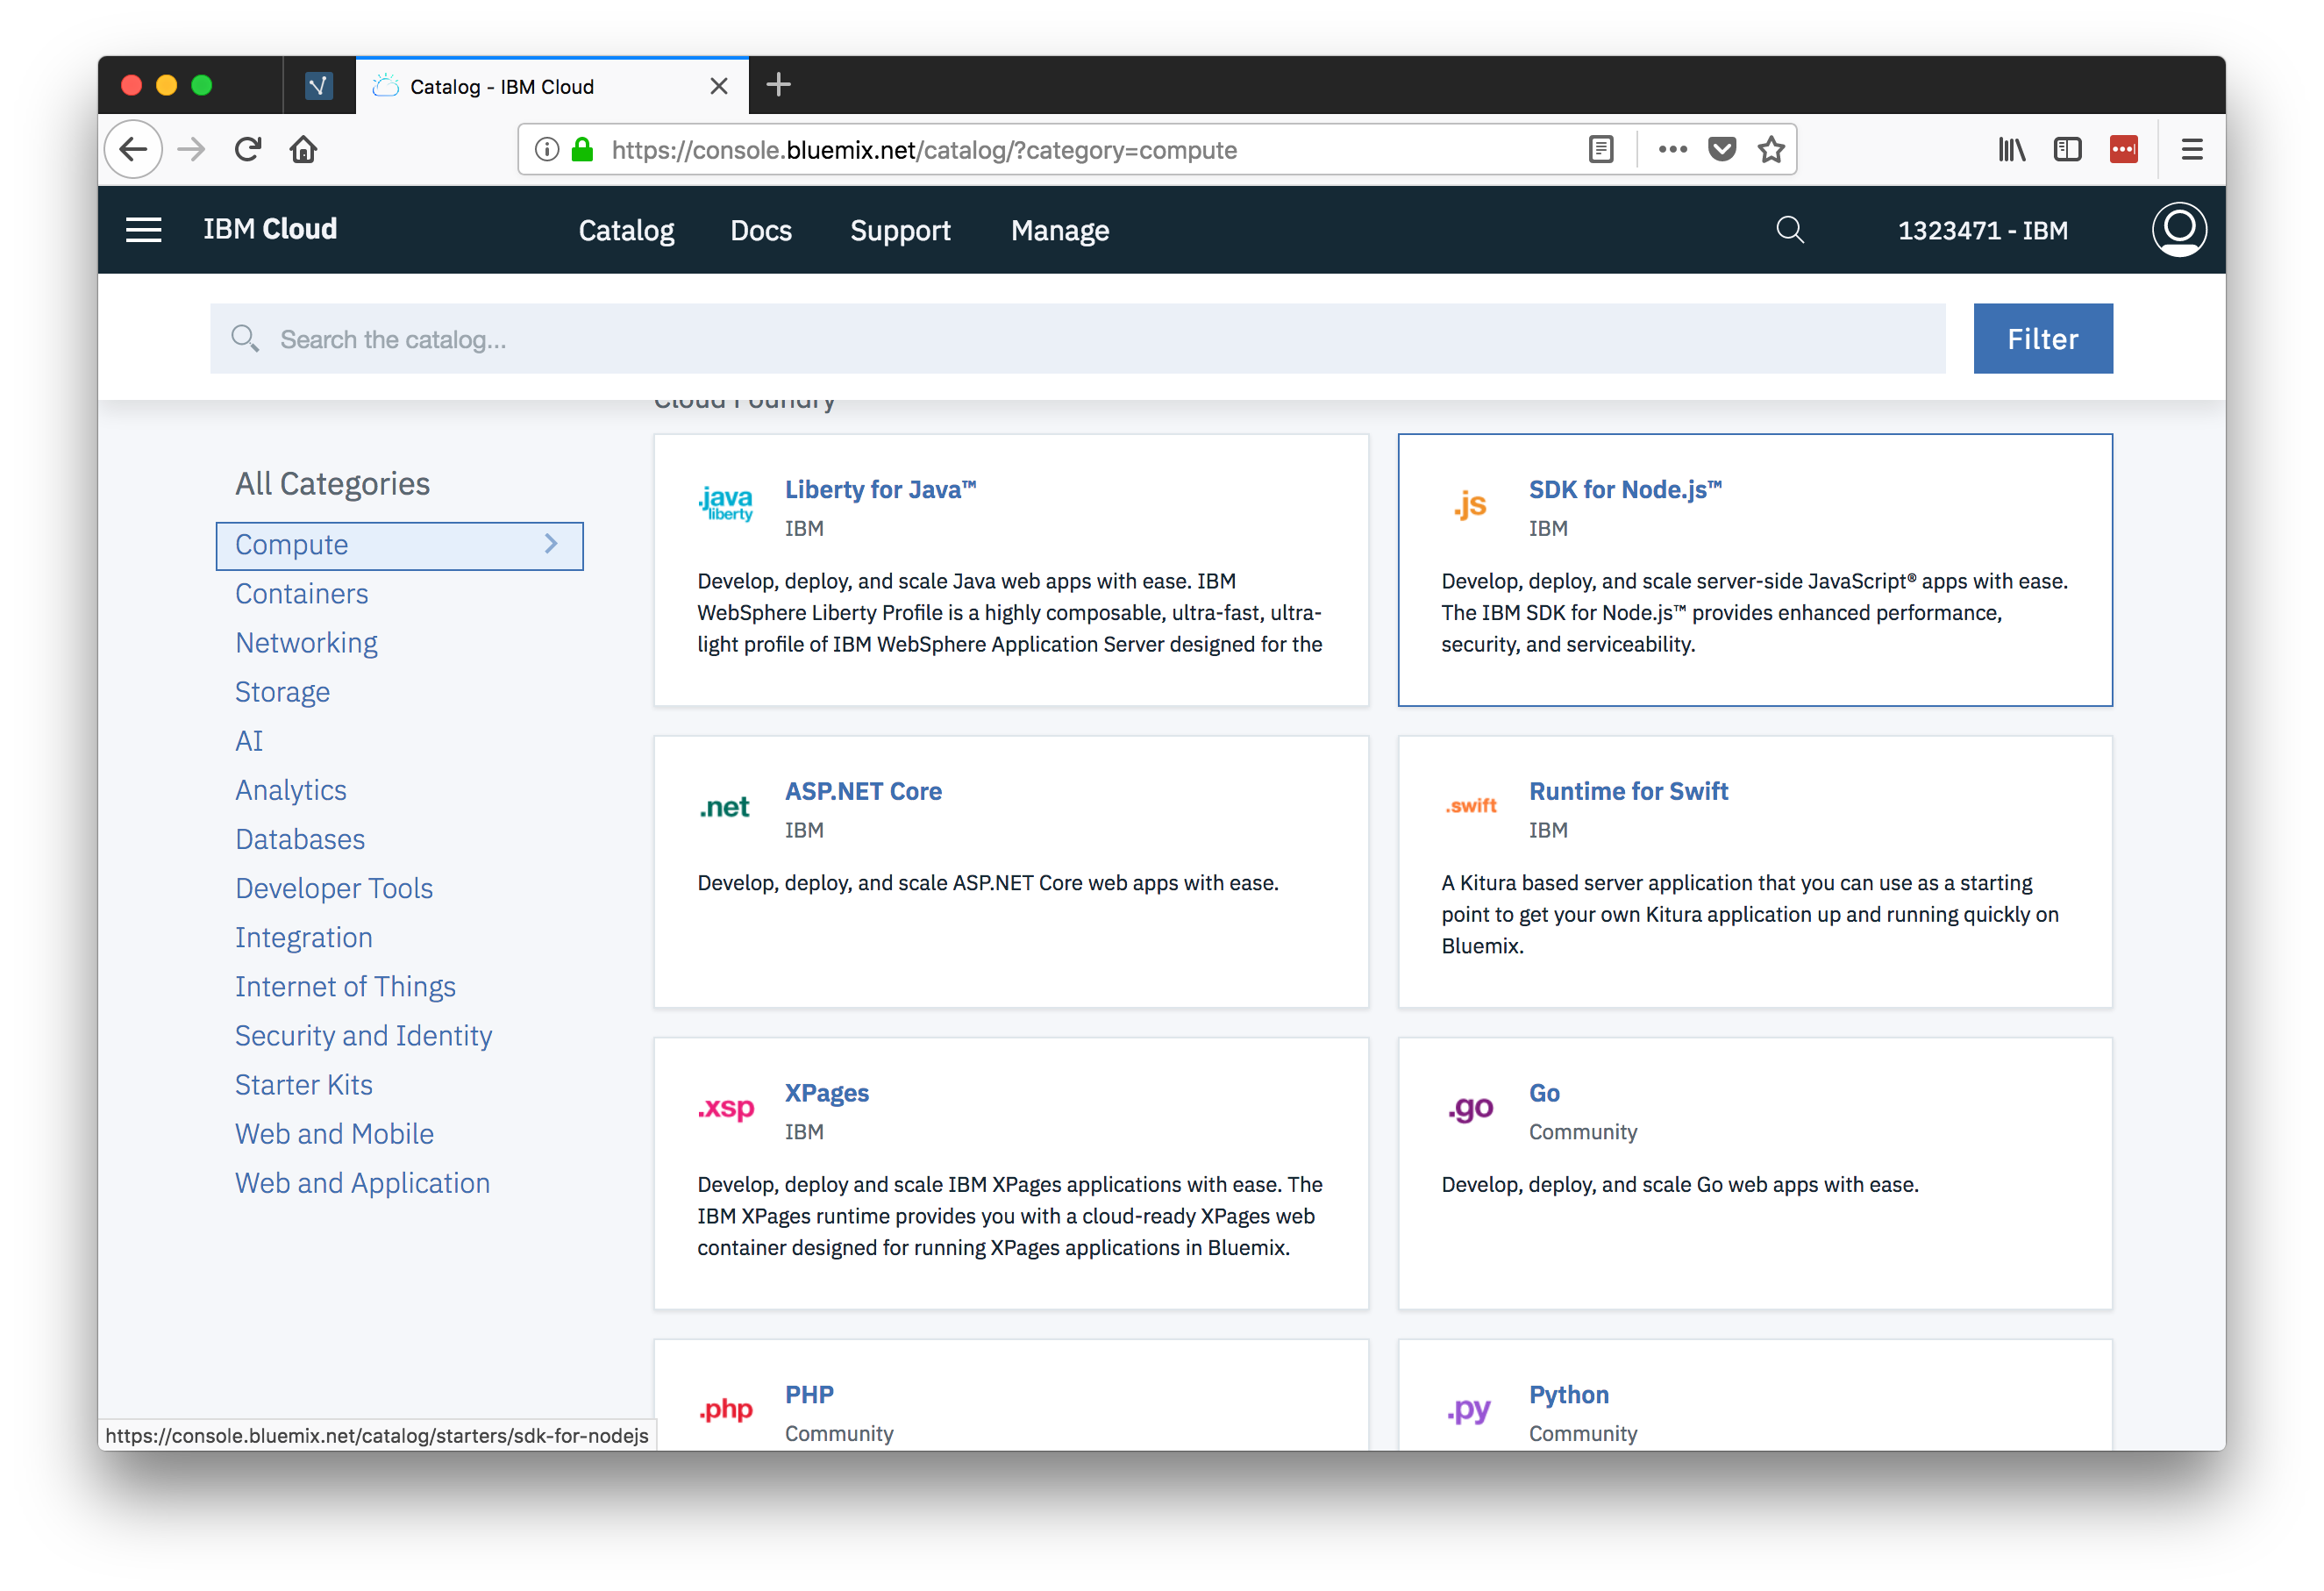 Catalog - IBM Cloud
https://console.bluemix.net/catalog/?category=compute
IBM Cloud
Catalog
Docs
Support
Manage
1323471 - IBM
Search the catalog...
Filter
Cloud Foundry
All Categories
Compute
Containers
Networking
Storage
AI
Analytics
Databases
Developer Tools
Integration
Internet of Things
Security and Identity
Starter Kits
Web and Mobile
Web and Application
.java
liberty
Liberty for Java™
IBM
Develop, deploy, and scale Java web apps with ease. IBM
WebSphere Liberty Profile is a highly composable, ultra-fast, ultra-
light profile of IBM WebSphere Application Server designed for the
.js
SDK for Node.js™
IBM
Develop, deploy, and scale server-side JavaScript® apps with ease.
The IBM SDK for Node.js™ provides enhanced performance,
security, and serviceability.
.net
ASP.NET Core
IBM
Develop, deploy, and scale ASP.NET Core web apps with ease.
.swift
Runtime for Swift
IBM
A Kitura based server application that you can use as a starting
point to get your own Kitura application up and running quickly on
Bluemix.
.xsp
XPages
IBM
Develop, deploy and scale IBM XPages applications with ease. The
IBM XPages runtime provides you with a cloud-ready XPages web
container designed for running XPages applications in Bluemix.
.go
Go
Community
Develop, deploy, and scale Go web apps with ease.
.php
PHP
Community
.py
Python
Community
https://console.bluemix.net/catalog/starters/sdk-for-nodejs